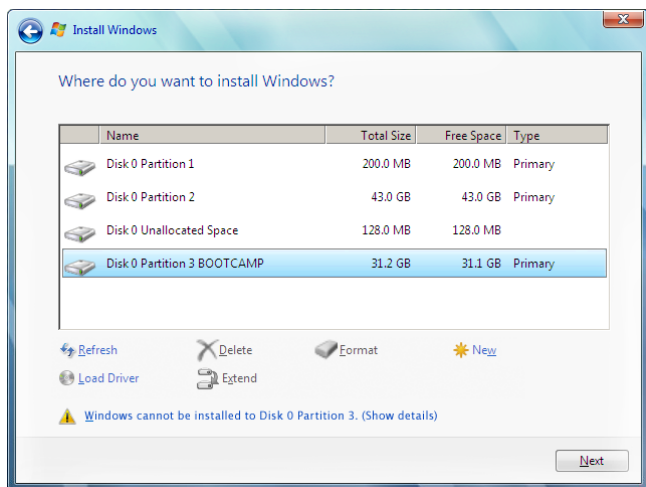 Install Windows
Where do you want to install Windows?
Name Total Size Free Space Type
Disk 0 Partition 1 200.0 MB 200.0 MB Primary
Disk 0 Partition 2 43.0 GB 43.0 GB Primary
Disk 0 Unallocated Space 128.0 MB 128.0 MB
Disk 0 Partition 3 BOOTCAMP 31.2 GB 31.1 GB Primary
Refresh Delete Format New
Load Driver Extend
Windows cannot be installed to Disk 0 Partition 3. (Show details)
Next